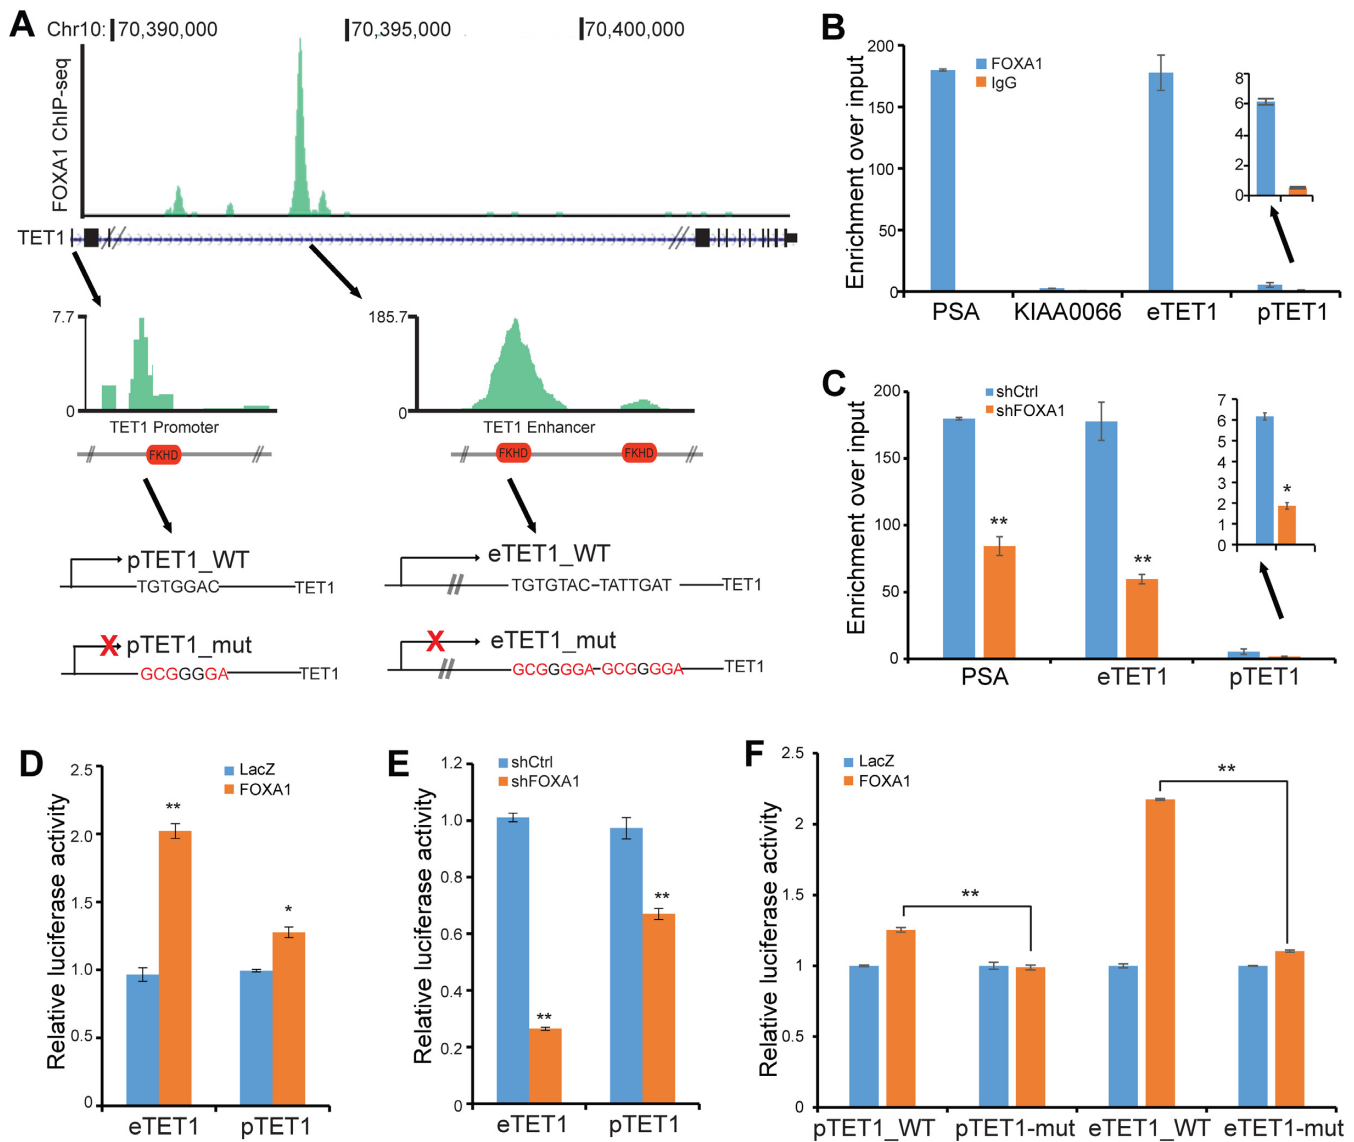 A
Chr10: 70,390,000 70,395,000 70,400,000
FOXA1 ChIP-seq
TET1
7.7
0
TET1 Promoter
FKHD
185.7
0
TET1 Enhancer
FKHD FKHD
pTET1_WT
TGTGGAC TET1
pTET1_mut
GCGGGGA TET1
eTET1_WT
TGTGTAC-TATTGAT TET1
eTET1_mut
GCGGGGA-GCGGGGA TET1
B
Enrichment over input
200
150
100
50
0
FOXA1
IgG
8
6
4
2
0
PSA KIAA0066 eTET1 pTET1
C
Enrichment over input
200
150
100
50
0
shCtrl
shFOXA1
**
**
7
6
5
4
3
2
1
0
*
PSA eTET1 pTET1
D
Relative luciferase activity
2.5
2.0
1.5
1.0
0.5
0
LacZ
FOXA1
**
*
eTET1 pTET1
E
Relative luciferase activity
1.2
1.0
0.8
0.6
0.4
0.2
0
shCtrl
shFOXA1
**
**
eTET1 pTET1
F
Relative luciferase activity
2.5
2
1.5
1
0.5
0
LacZ
FOXA1
**
**
pTET1_WT pTET1-mut eTET1_WT eTET1-mut